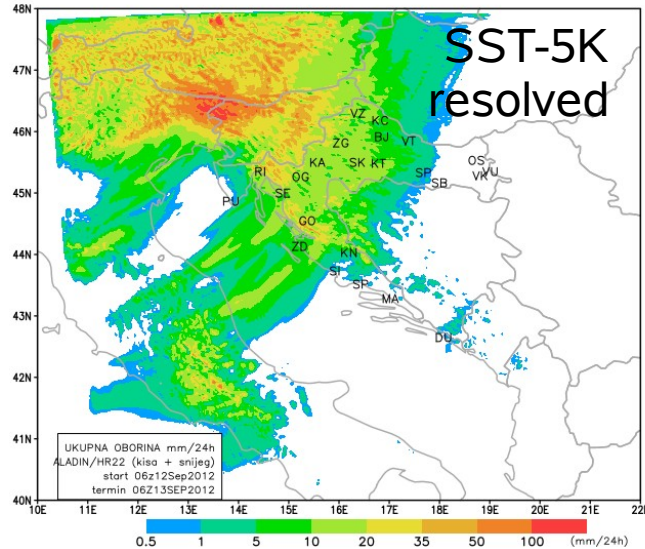 48N
47N
46N
45N
44N
43N
42N
41N
40N
SST-5K
resolved
VZ
KC
ZG
BJ
VT
OS
RI
KA
SK
KT
OG
SP
VK
VU
SB
SE
PU
GO
ZD
KN
SI
SP
MA
DU
UKUPNA OBORINA mm/24h
ALADIN/HR22 (kisa + snijeg)
start 06z12Sep2012
termin 06Z13SEP2012
10E 11E 12E 13E 14E 15E 16E 17E 18E 19E 20E 21E 22E
0.5 1 5 10 20 35 50 100 (mm/24h)